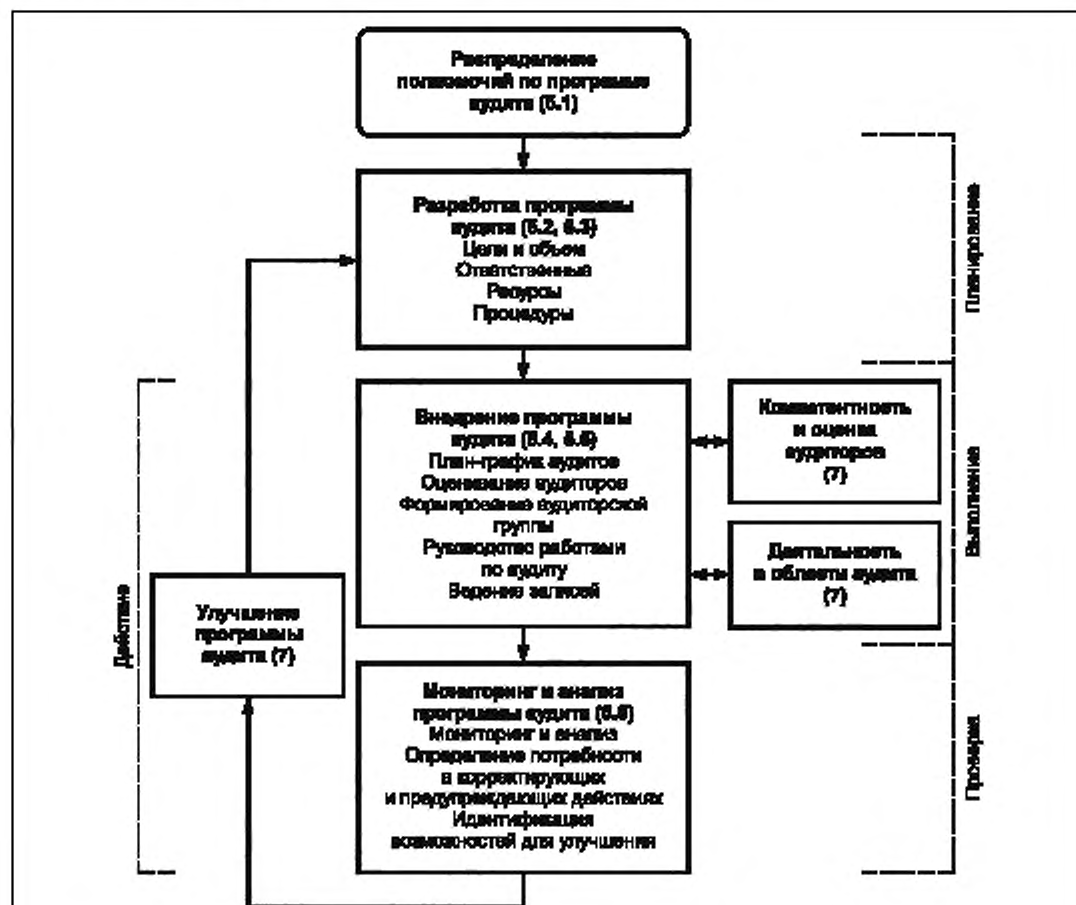 Распределение
полномочий по программе
аудита (5.1)
Разработка программы
аудита (5.2, 5.3)
Цели и объем
Ответственные
Ресурсы
Процедуры
Внедрение программы
аудита (5.4, 5.5)
План-график аудитов
Оценивание аудиторов
Формирование аудиторской
группы
Руководство работами
по аудиту
Ведение записей
Компетентность
и оценка
аудиторов
(7)
Деятельность
в области аудита
(7)
Улучшение
программы
аудита (7)
Мониторинг и анализ
программы аудита (5.6)
Мониторинг и анализ
Определение потребности
в корректирующих
и предупреждающих действиях
Идентификация
возможностей для улучшения
Планирование
Выполнение
Проверка
Действие